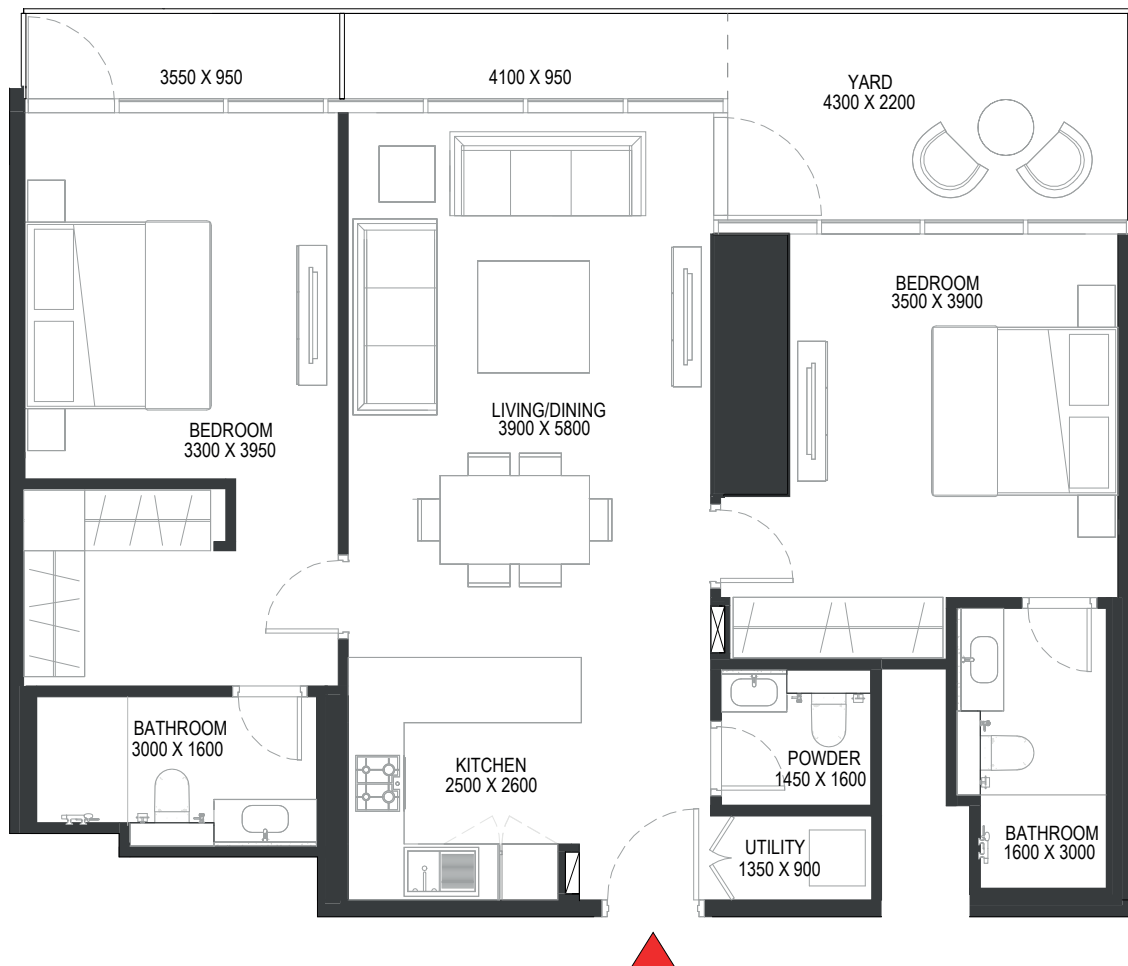 3550 X 950
4100 X 950
YARD
4300 X 2200
BEDROOM
3500 X 3900
LIVING/DINING
3900 X 5800
BEDROOM
3300 X 3950
BATHROOM
3000 X 1600
KITCHEN
2500 X 2600
POWDER
1450 X 1600
UTILITY
1350 X 900
BATHROOM
1600 X 3000